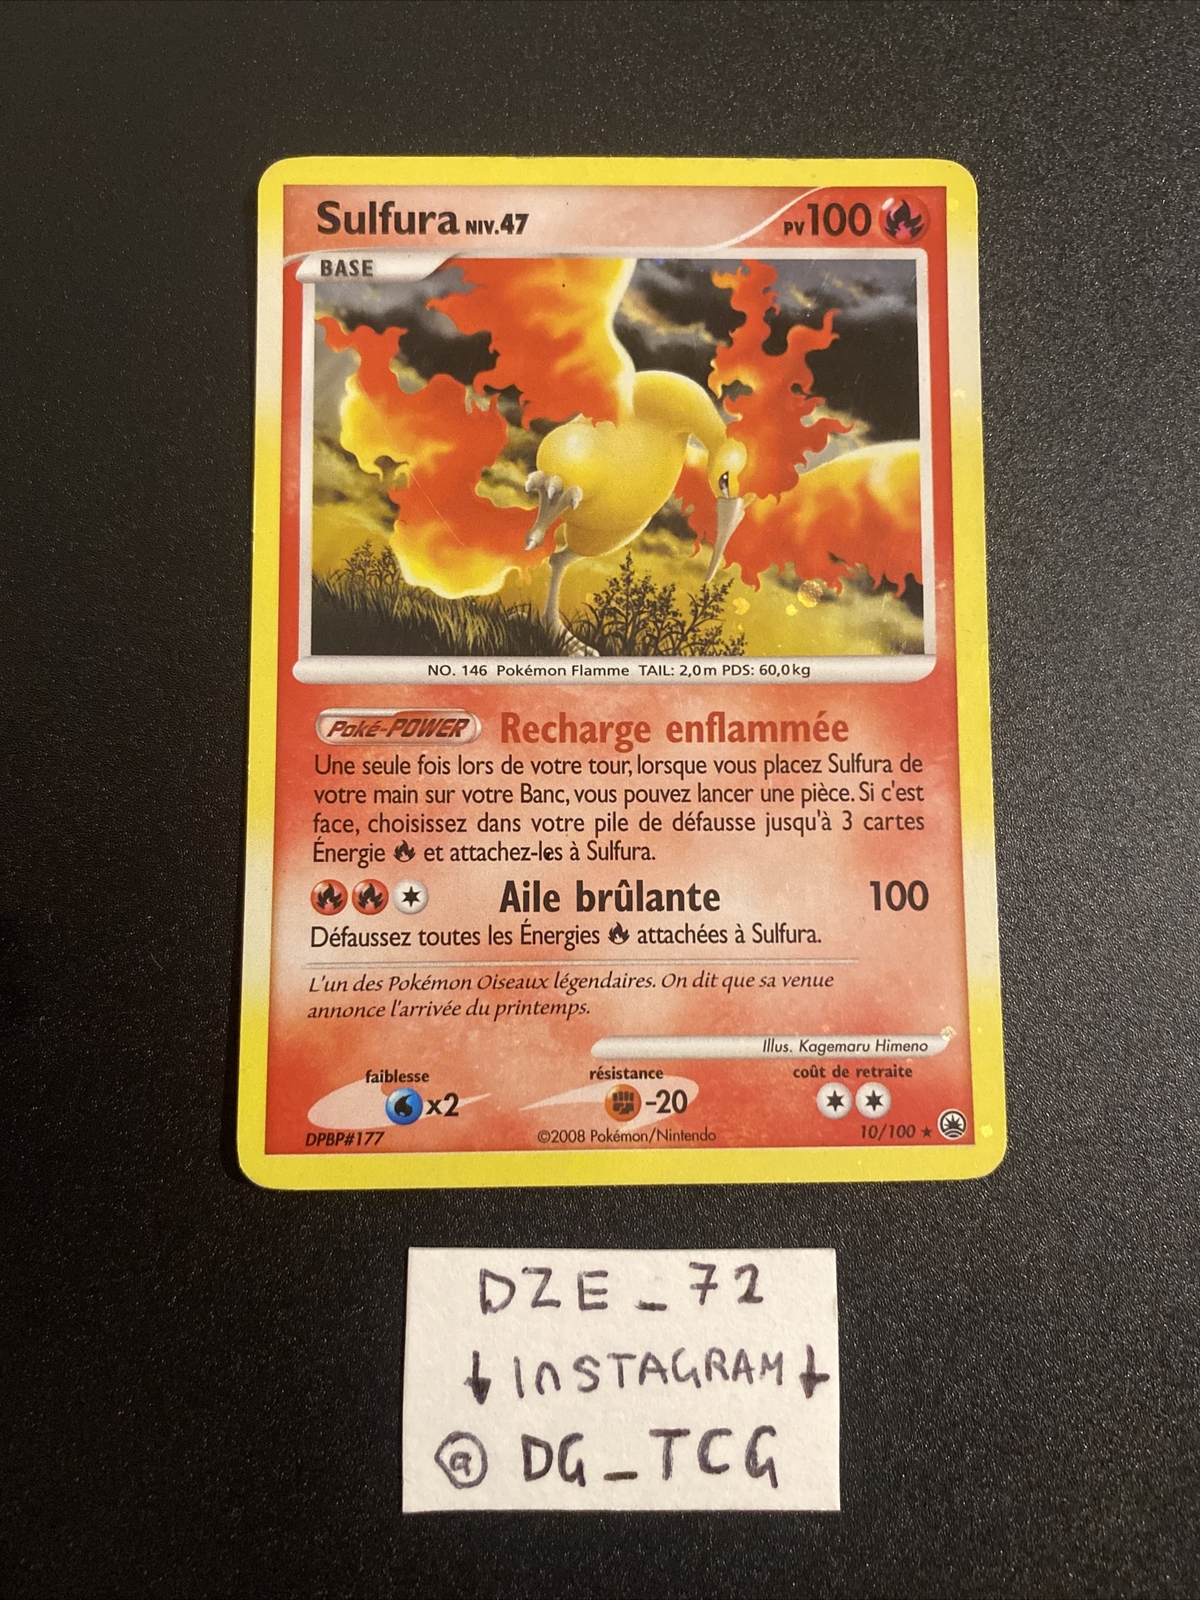 Sulfura NIV.47
PV 100
BASE
NO. 146 Pokémon Flamme TAIL: 2,0m PDS: 60,0kg
Poké-POWER Recharge enflammée
Une seule fois lors de votre tour, lorsque vous placez Sulfura de
votre main sur votre Banc, vous pouvez lancer une pièce. Si c'est
face, choisissez dans votre pile de défausse jusqu'à 3 cartes
Énergie et attachez-les à Sulfura.
Aile brûlante 100
Défaussez toutes les Énergies attachées à Sulfura.
L'un des Pokémon Oiseaux légendaires. On dit que sa venue
annonce l'arrivée du printemps.
Illus. Kagemaru Himeno
faiblesse résistance coût de retraite
x2 -20
DPBP#177 ©2008 Pokémon/Nintendo 10/100 ★
DZE_72
↓ InSTAGRAM ↓
@ DG_TCG